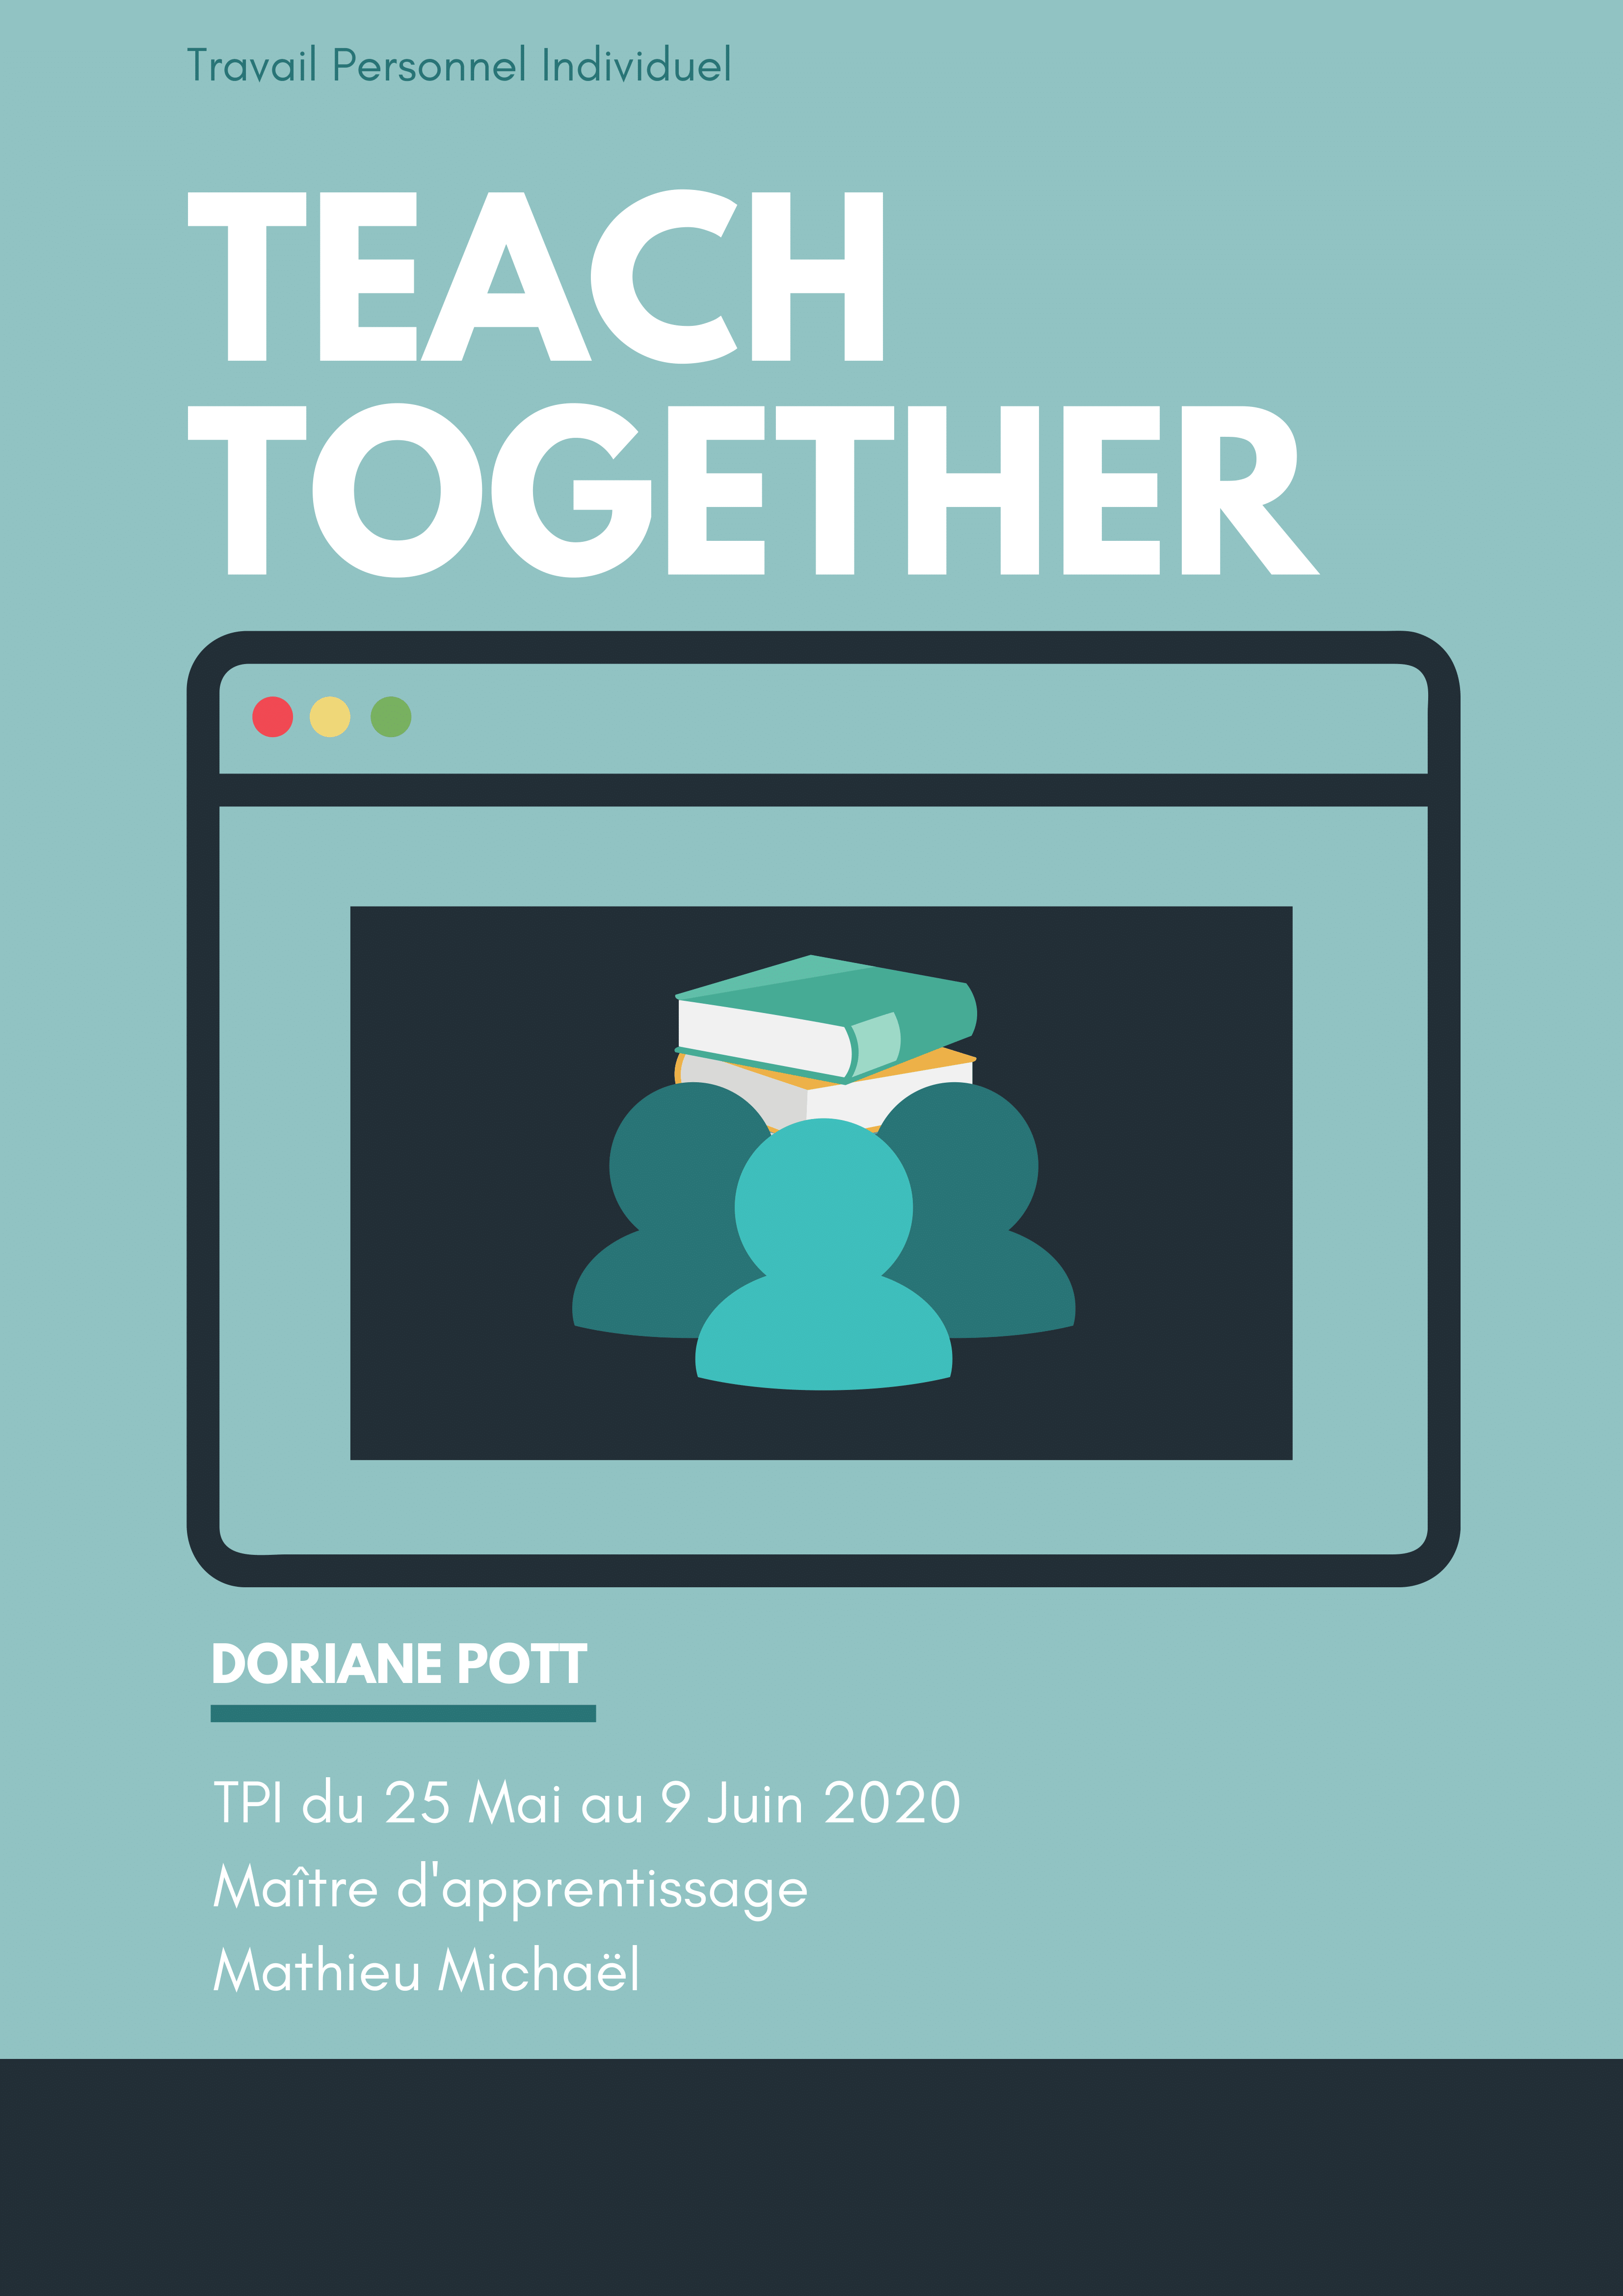 Travail Personnel Individuel
TEACH
TOGETHER
DORIANE POTT
TPI du 25 Mai au 9 Juin 2020
Maître d'apprentissage
Mathieu Michaël